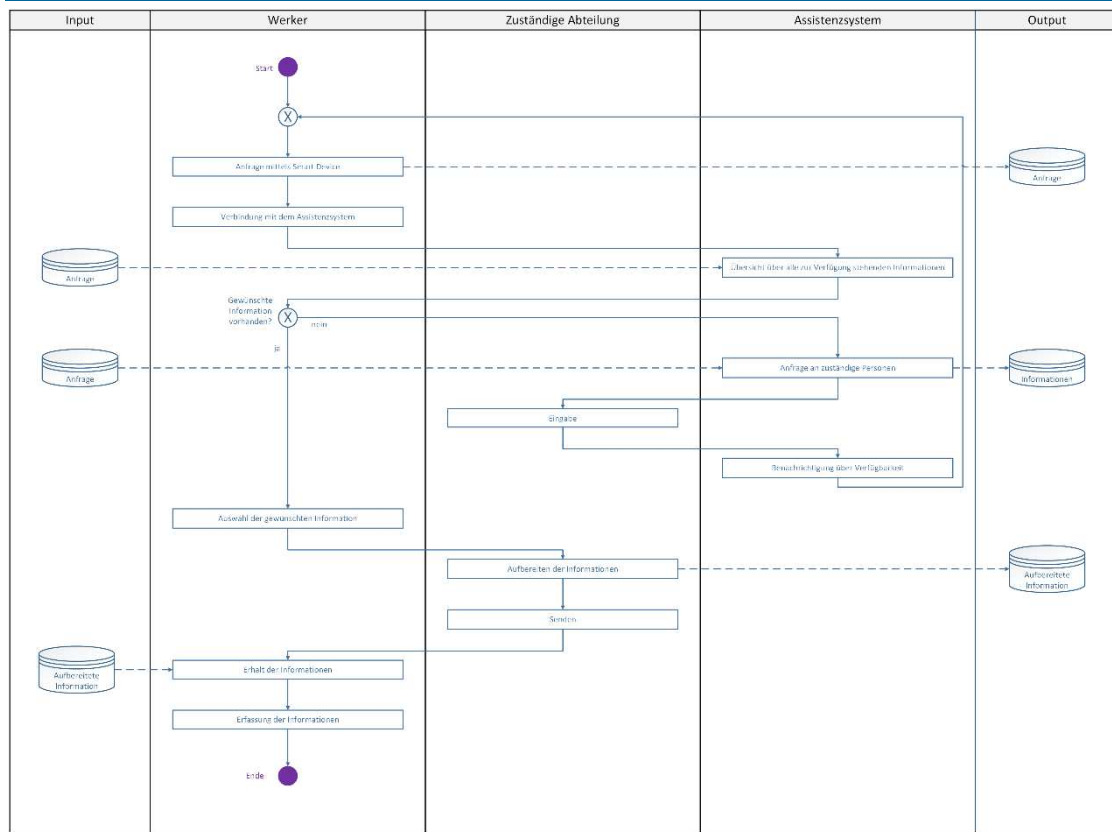 Input
Werker
Zuständige Abteilung
Assistenzsystem
Output
Start
X
Anfrage mittels Smart Device
Anfrage
Verbindung mit dem Assistenzsystem
Anfrage
Übersicht über alle zur Verfügung stehenden Informationen
Gewünschte
Information
vorhanden?
X
nein
ja
Anfrage
Anfrage an zuständige Personen
Informationen
Eingabe
Benachrichtigung über Verfügbarkeit
Auswahl der gewünschten Information
Aufbereiten der Informationen
Aufbereitete
Information
Senden
Aufbereitete
Information
Erhalt der Informationen
Erfassung der Informationen
Ende